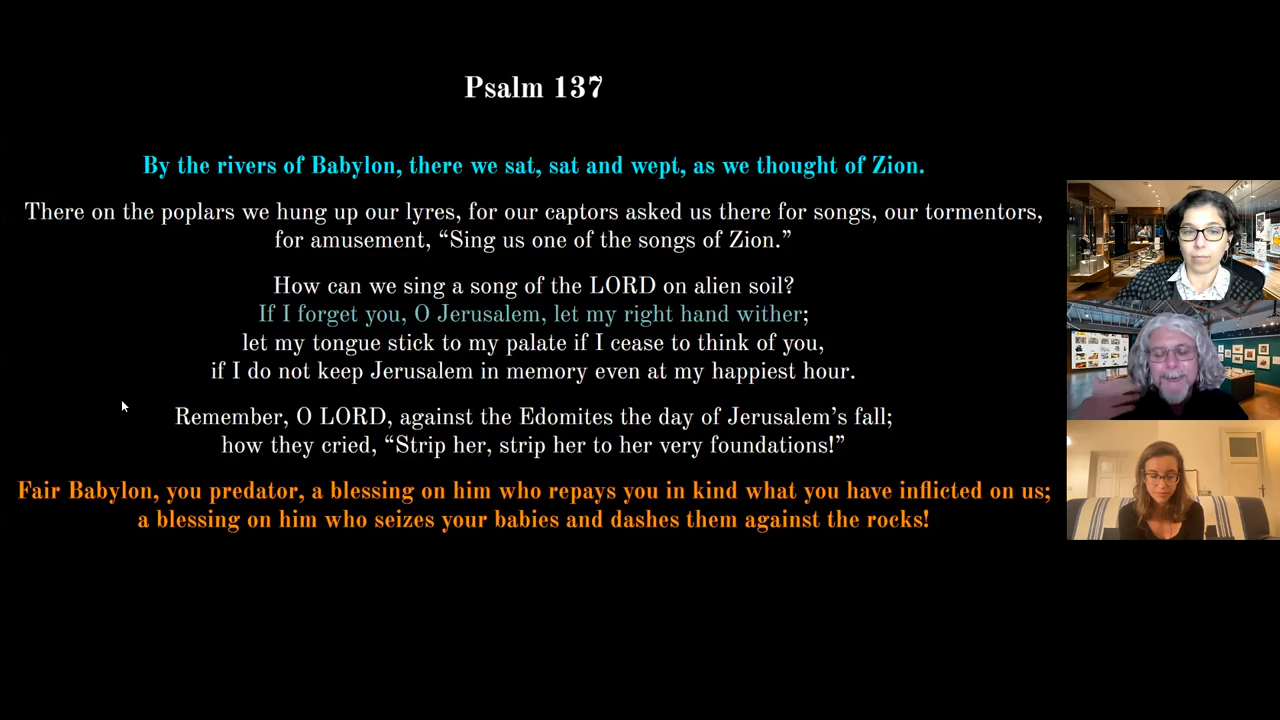 Psalm 137
By the rivers of Babylon, there we sat, sat and wept, as we thought of Zion.
There on the poplars we hung up our lyres, for our captors asked us there for songs, our tormentors,
for amusement, “Sing us one of the songs of Zion.”
How can we sing a song of the LORD on alien soil?
If I forget you, O Jerusalem, let my right hand wither;
let my tongue stick to my palate if I cease to think of you,
if I do not keep Jerusalem in memory even at my happiest hour.
Remember, O LORD, against the Edomites the day of Jerusalem’s fall;
how they cried, “Strip her, strip her to her very foundations!”
Fair Babylon, you predator, a blessing on him who repays you in kind what you have inflicted on us;
a blessing on him who seizes your babies and dashes them against the rocks!